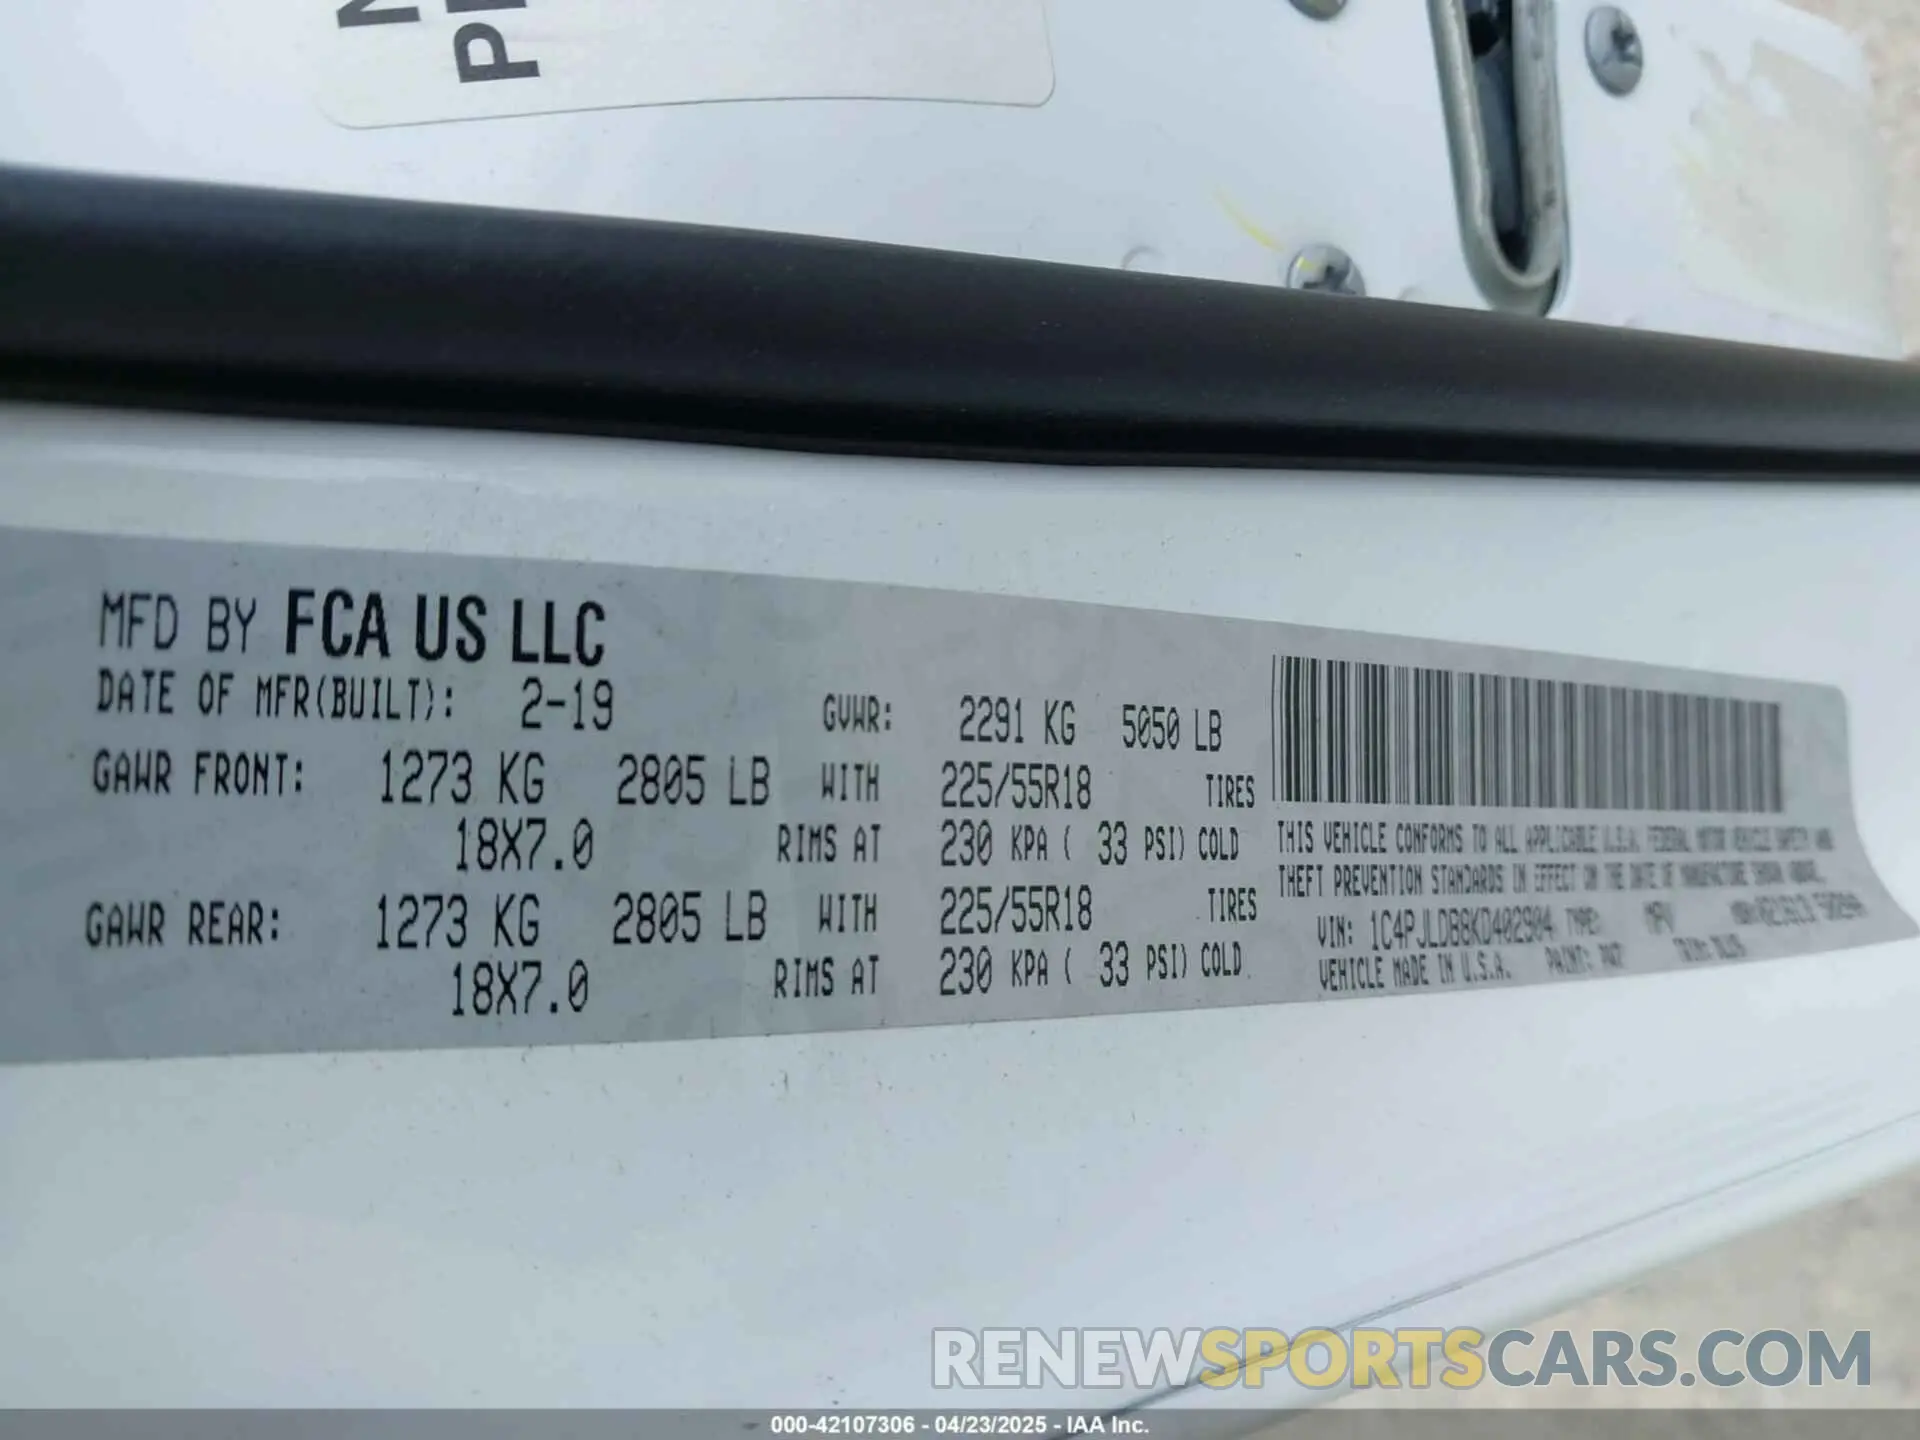 MFD BY FCA US LLC
DATE OF MFR(BUILT): 2-19 GVWR: 2291 KG 5050 LB
GAWR FRONT: 1273 KG 2805 LB WITH 225/55R18 TIRES
18X7.0 RIMS AT 230 KPA ( 33 PSI) COLD
GAWR REAR: 1273 KG 2805 LB WITH 225/55R18 TIRES
18X7.0 RIMS AT 230 KPA ( 33 PSI) COLD
THIS VEHICLE CONFORMS TO ALL APPLICABLE U.S.A. FEDERAL MOTOR VEHICLE SAFETY AND
THEFT PREVENTION STANDARDS IN EFFECT ON THE DATE OF MANUFACTURE SHOWN ABOVE.
VIN: TYPE: MPV
VEHICLE MADE IN U.S.A. PAINT: PW7 TRIM:
RENEWSPORTSCARS.COM
000-42107306 - 04/23/2025 - IAA Inc.